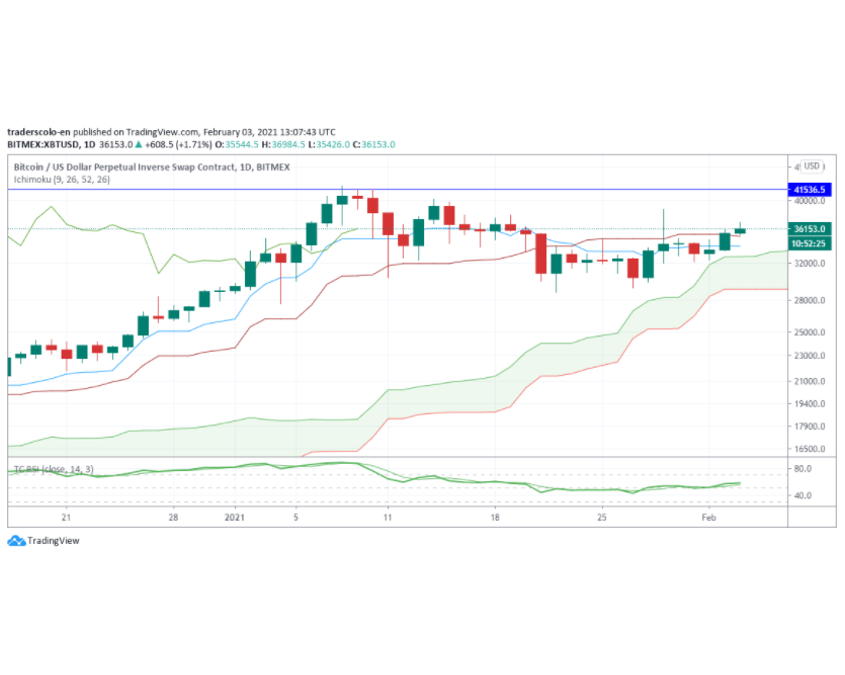 traderscolo-en published on TradingView.com, February 03, 2021 13:07:43 UTC
BITMEX:XBTUSD, 1D 36153.0 ▲ +608.5 (+1.71%) O:35544.5 H:36984.5 L:35426.0 C:36153.0
Bitcoin / US Dollar Perpetual Inverse Swap Contract, 1D, BITMEX
Ichimoku (9, 26, 52, 26)
USD
41536.5
40000.0
36153.0
10:52:25
32000.0
28000.0
25000.0
23000.0
21000.0
19400.0
17900.0
16500.0
TC RSI (close, 14, 3)
80.0
40.0
21 28 2021 5 11 18 25 Feb
TradingView